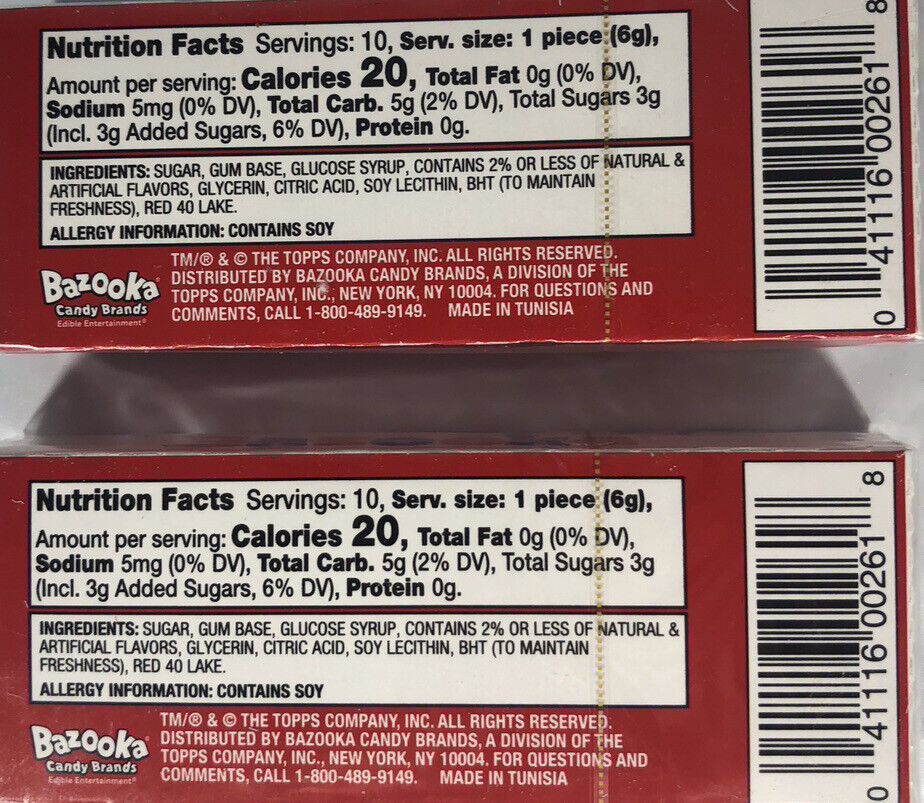 Nutrition Facts Servings: 10, Serv. size: 1 piece (6g),
Amount per serving: Calories 20, Total Fat 0g (0% DV),
Sodium 5mg (0% DV), Total Carb. 5g (2% DV), Total Sugars 3g
(Incl. 3g Added Sugars, 6% DV), Protein 0g.
INGREDIENTS: SUGAR, GUM BASE, GLUCOSE SYRUP, CONTAINS 2% OR LESS OF NATURAL &
ARTIFICIAL FLAVORS, GLYCERIN, CITRIC ACID, SOY LECITHIN, BHT (TO MAINTAIN
FRESHNESS), RED 40 LAKE.
ALLERGY INFORMATION: CONTAINS SOY
TM/® & © THE TOPPS COMPANY, INC. ALL RIGHTS RESERVED.
DISTRIBUTED BY BAZOOKA CANDY BRANDS, A DIVISION OF THE
TOPPS COMPANY, INC., NEW YORK, NY 10004. FOR QUESTIONS AND
COMMENTS, CALL 1-800-489-9149. MADE IN TUNISIA
Bazooka
Candy Brands
Edible Entertainment®
0 41116 00261 8
Nutrition Facts Servings: 10, Serv. size: 1 piece (6g),
Amount per serving: Calories 20, Total Fat 0g (0% DV),
Sodium 5mg (0% DV), Total Carb. 5g (2% DV), Total Sugars 3g
(Incl. 3g Added Sugars, 6% DV), Protein 0g.
INGREDIENTS: SUGAR, GUM BASE, GLUCOSE SYRUP, CONTAINS 2% OR LESS OF NATURAL &
ARTIFICIAL FLAVORS, GLYCERIN, CITRIC ACID, SOY LECITHIN, BHT (TO MAINTAIN
FRESHNESS), RED 40 LAKE.
ALLERGY INFORMATION: CONTAINS SOY
TM/® & © THE TOPPS COMPANY, INC. ALL RIGHTS RESERVED.
DISTRIBUTED BY BAZOOKA CANDY BRANDS, A DIVISION OF THE
TOPPS COMPANY, INC., NEW YORK, NY 10004. FOR QUESTIONS AND
COMMENTS, CALL 1-800-489-9149. MADE IN TUNISIA
Bazooka
Candy Brands
Edible Entertainment®
0 41116 00261 8